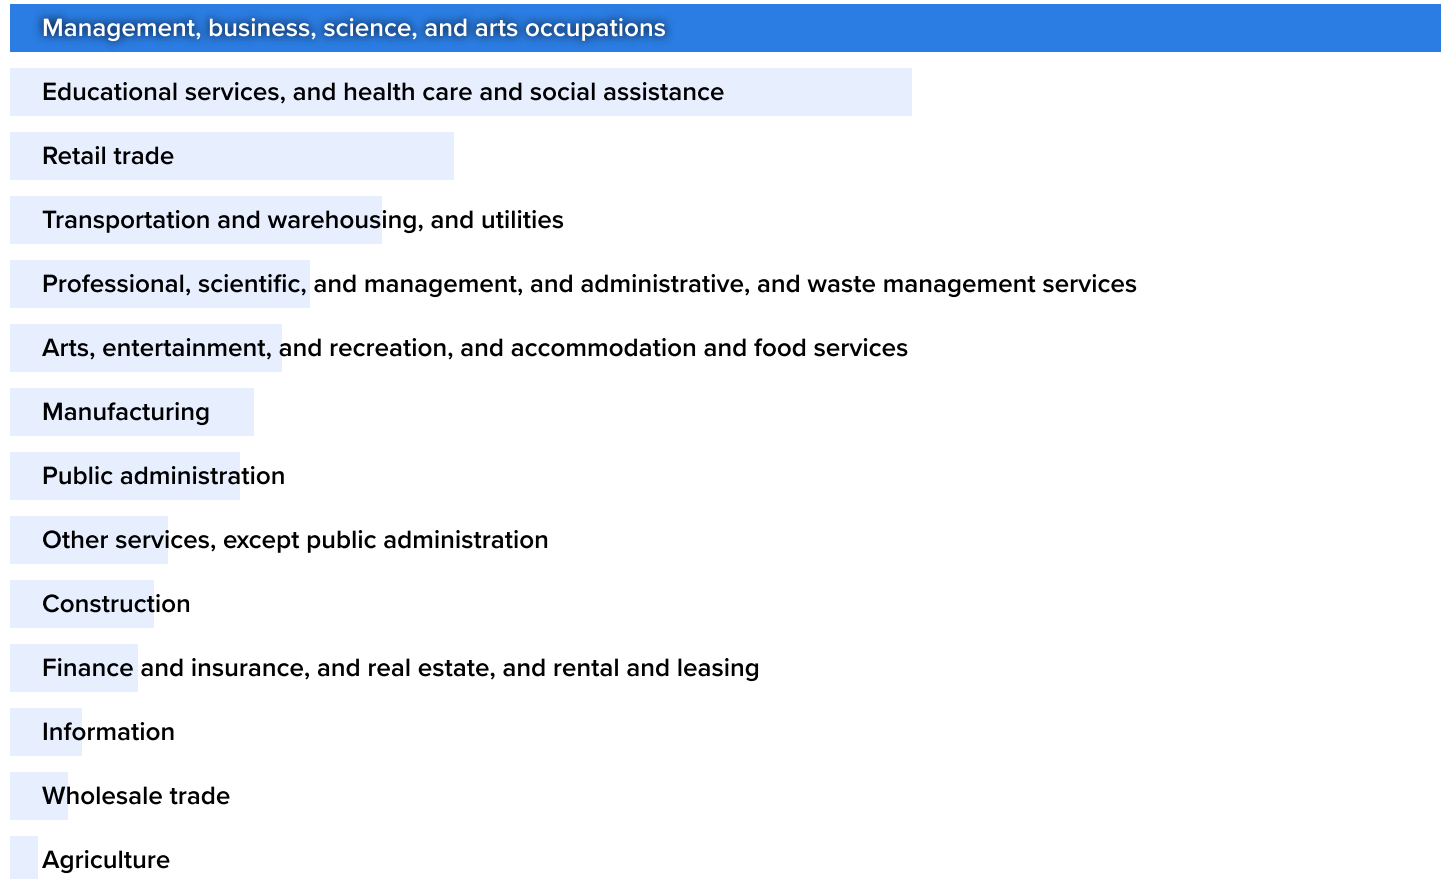 Management, business, science, and arts occupations
Educational services, and health care and social assistance
Retail trade
Transportation and warehousing, and utilities
Professional, scientific, and management, and administrative, and waste management services
Arts, entertainment, and recreation, and accommodation and food services
Manufacturing
Public administration
Other services, except public administration
Construction
Finance and insurance, and real estate, and rental and leasing
Information
Wholesale trade
Agriculture